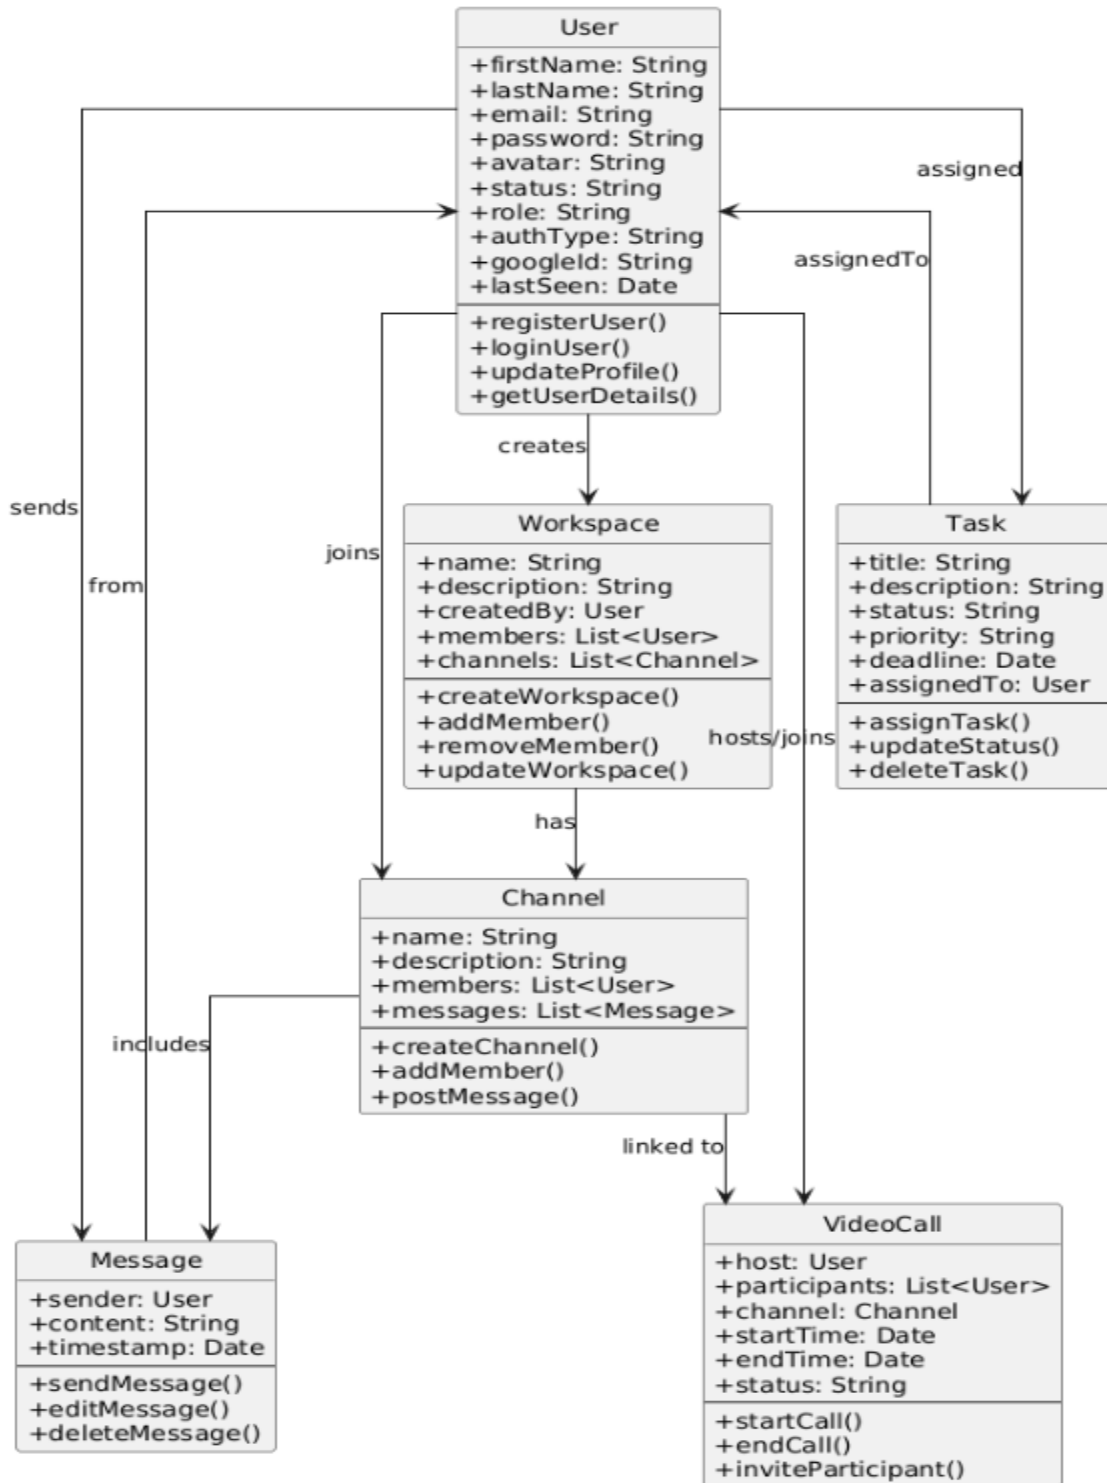 User
+firstName: String
+lastName: String
+email: String
+password: String
+avatar: String
+status: String
+role: String
+authType: String
+googleId: String
+lastSeen: Date
+registerUser()
+loginUser()
+updateProfile()
+getUserDetails()
assigned
assignedTo
creates
sends
joins
from
Workspace
+name: String
+description: String
+createdBy: User
+members: List<User>
+channels: List<Channel>
+createWorkspace()
+addMember()
+removeMember()
+updateWorkspace()
Task
+title: String
+description: String
+status: String
+priority: String
+deadline: Date
+assignedTo: User
+assignTask()
+updateStatus()
+deleteTask()
hosts/joins
has
Channel
+name: String
+description: String
+members: List<User>
+messages: List<Message>
+createChannel()
+addMember()
+postMessage()
includes
linked to
Message
+sender: User
+content: String
+timestamp: Date
+sendMessage()
+editMessage()
+deleteMessage()
VideoCall
+host: User
+participants: List<User>
+channel: Channel
+startTime: Date
+endTime: Date
+status: String
+startCall()
+endCall()
+inviteParticipant()